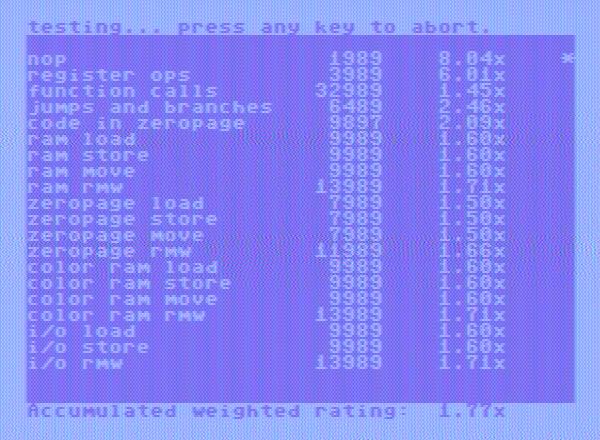 testing... press any key to abort.
nop 1989 8.04x *
register ops 3989 6.01x
function calls 32989 1.45x
jumps and branches 6489 2.46x
code in zeropage 9897 2.09x
ram load 9989 1.60x
ram store 9989 1.60x
ram move 9989 1.60x
ram rmw 13989 1.71x
zeropage load 7989 1.50x
zeropage store 7989 1.50x
zeropage move 7989 1.50x
zeropage rmw 11989 1.66x
color ram load 9989 1.60x
color ram store 9989 1.60x
color ram move 9989 1.60x
color ram rmw 13989 1.71x
i/o load 9989 1.60x
i/o store 9989 1.60x
i/o rmw 13989 1.71x
Accumulated weighted rating: 1.77x